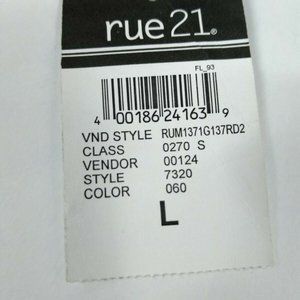 rue21®
FL_93
4 00186 24163 9
VND STYLE RUM1371G137RD2
CLASS 0270 S
VENDOR 00124
STYLE 7320
COLOR 060
L